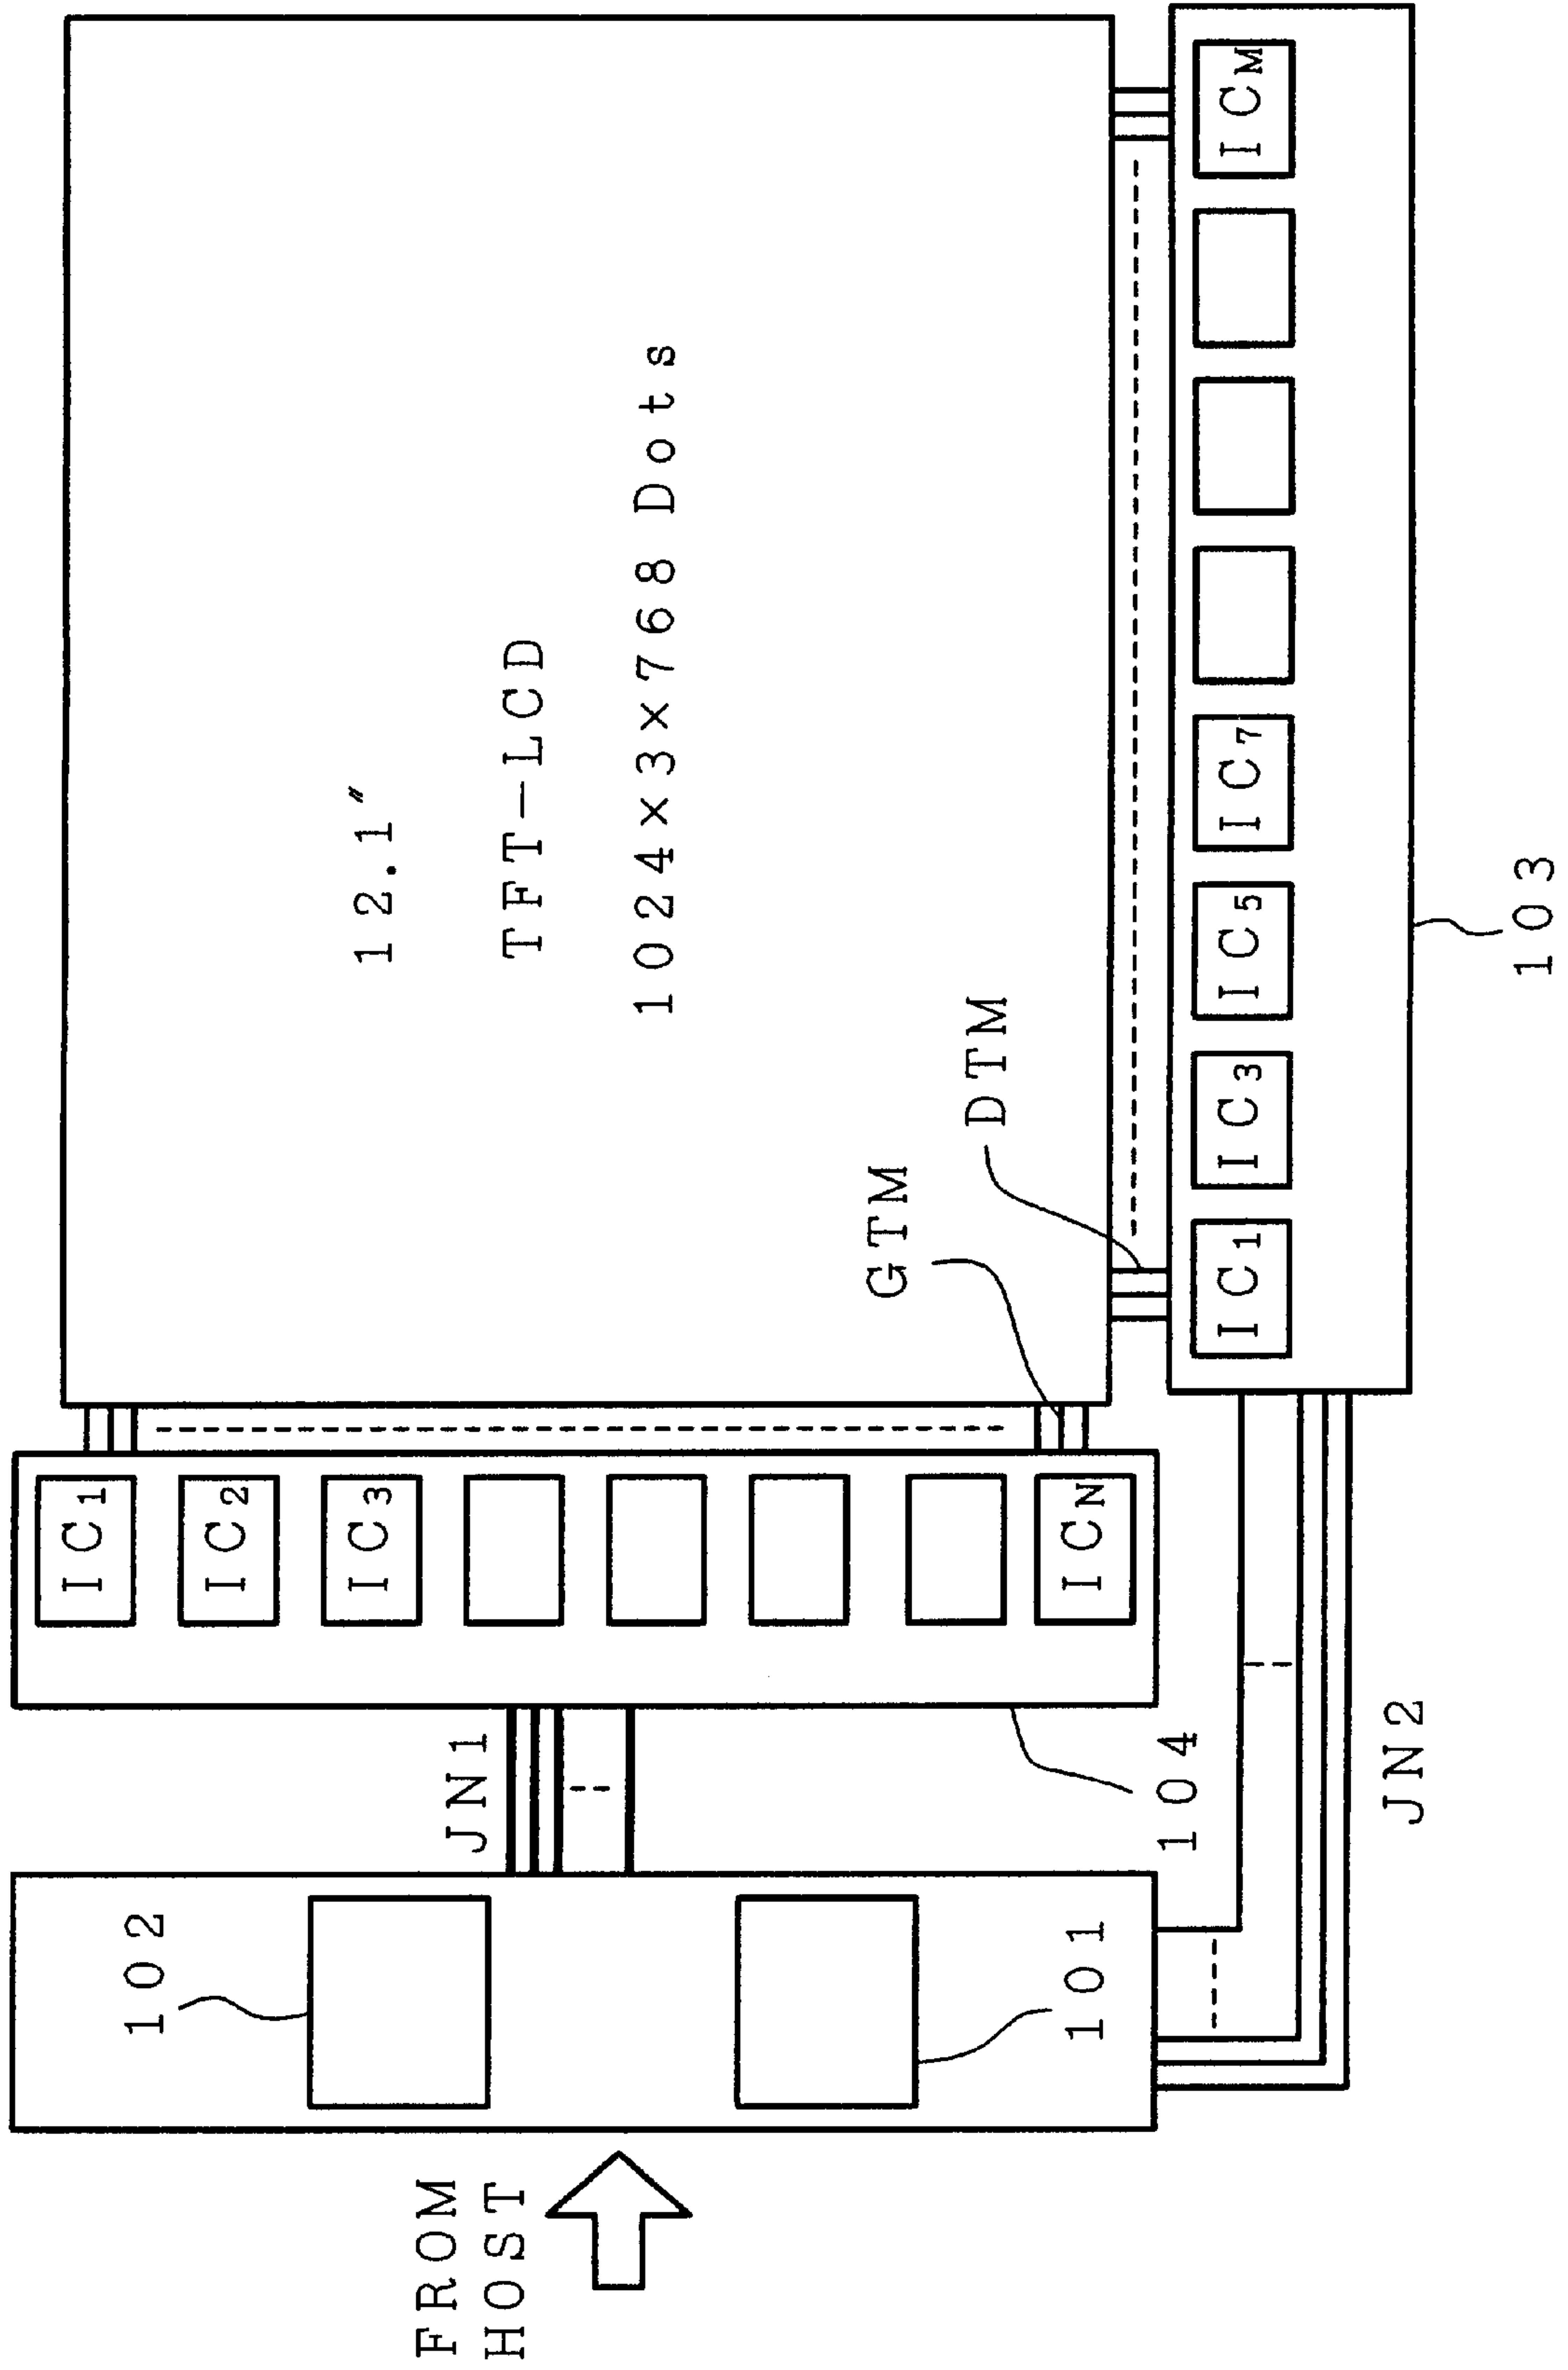 12.1″
TFT-LCD
1024×3×768 Dots
FROM
HOST
102
101
JN1
104
IC1
IC2
IC3
ICN
GTM
DTM
JN2
IC1
IC3
IC5
IC7
ICM
103